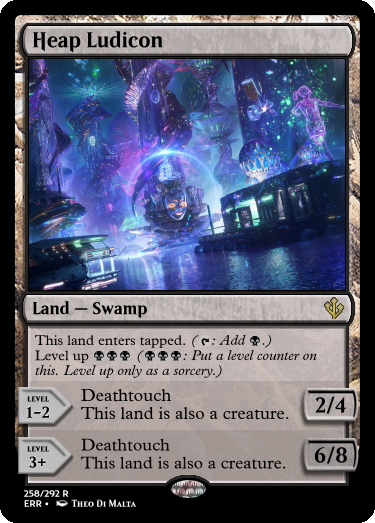 Heap Ludicon
Land — Swamp
This land enters tapped. (: Add .)
Level up (: Put a level counter on
this. Level up only as a sorcery.)
LEVEL
1-2
Deathtouch
This land is also a creature.
2/4
LEVEL
3+
Deathtouch
This land is also a creature.
6/8
258/292 R
ERR • Theo Di Malta